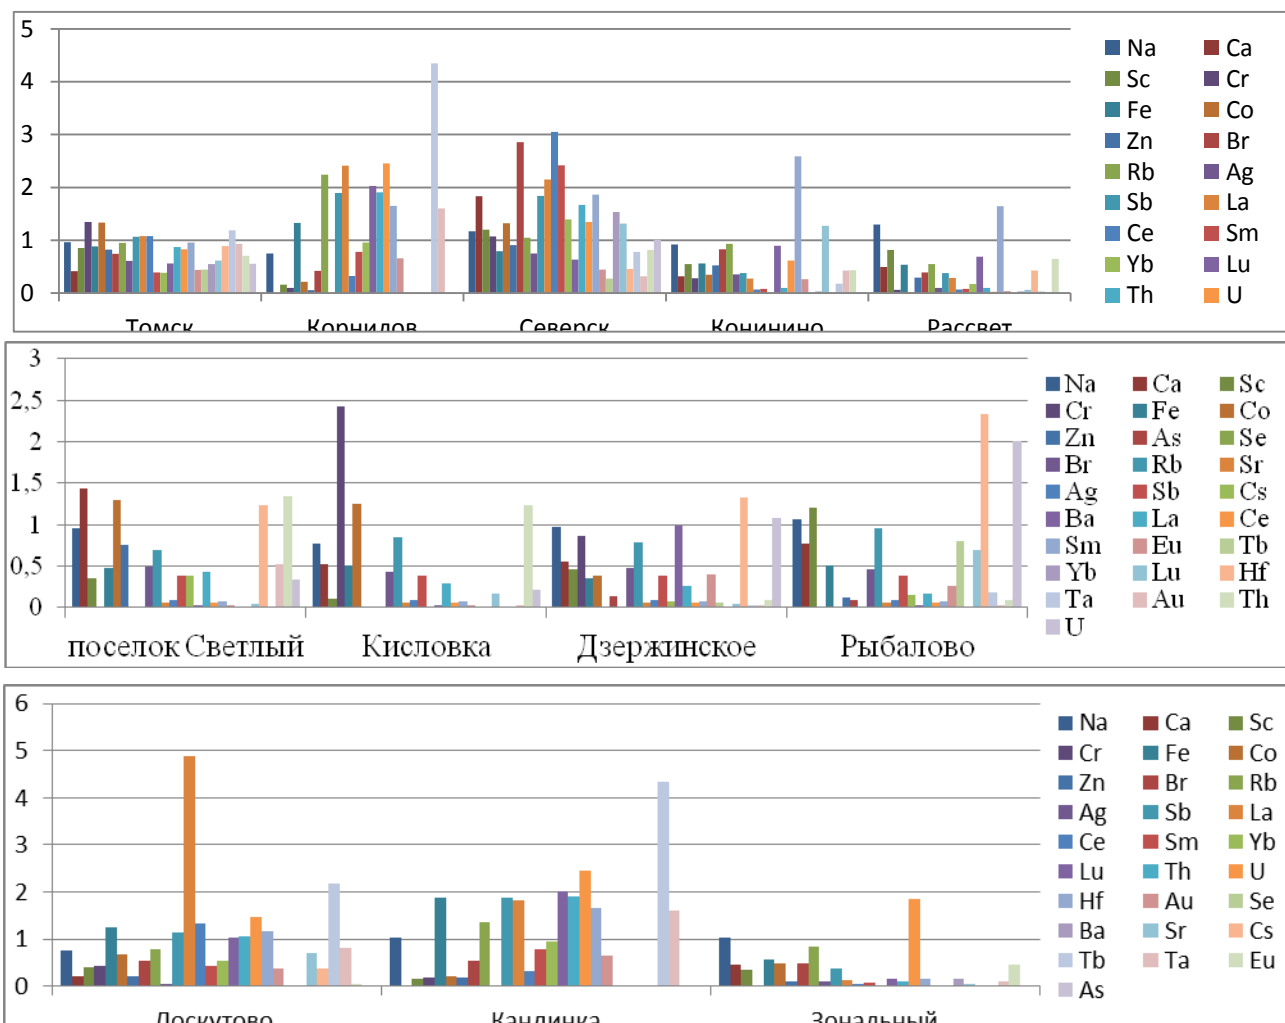 5
4
3
2
1
0
Томск Корнилов Северск Конинино Рассвет
Na Ca
Sc Cr
Fe Co
Zn Br
Rb Ag
Sb La
Ce Sm
Yb Lu
Th U
3
2,5
2
1,5
1
0,5
0
поселок Светлый Кисловка Дзержинское Рыбалово
Na Ca Sc
Cr Fe Co
Zn As Se
Br Rb Sr
Ag Sb Cs
Ba La Ce
Sm Eu Tb
Yb Lu Hf
Ta Au Th
U
6
5
4
3
2
1
0
Лоскутово Кандинка Зональный
Na Ca Sc
Cr Fe Co
Zn Br Rb
Ag Sb La
Ce Sm Yb
Lu Th U
Hf Au Se
Ba Sr Cs
Tb Ta Eu
As